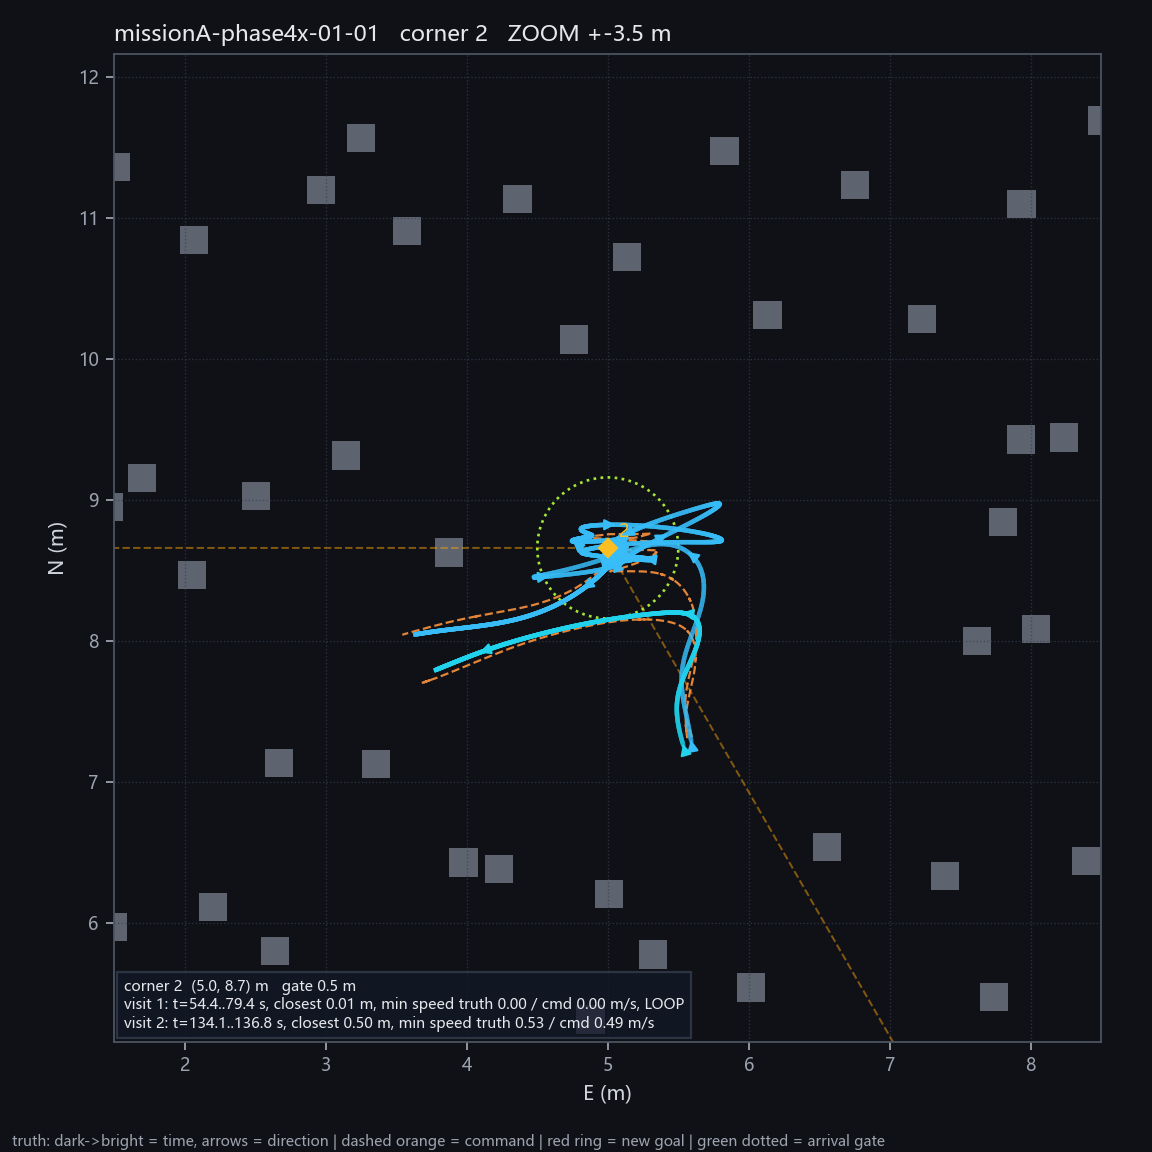 missionA-phase4x-01-01 corner 2 ZOOM +-3.5 m
12
11
10
9
8
7
6
N (m)
2
corner 2 (5.0, 8.7) m gate 0.5 m
visit 1: t=54.4..79.4 s, closest 0.01 m, min speed truth 0.00 / cmd 0.00 m/s, LOOP
visit 2: t=134.1..136.8 s, closest 0.50 m, min speed truth 0.53 / cmd 0.49 m/s
2 3 4 5 6 7 8
E (m)
truth: dark->bright = time, arrows = direction | dashed orange = command | red ring = new goal | green dotted = arrival gate